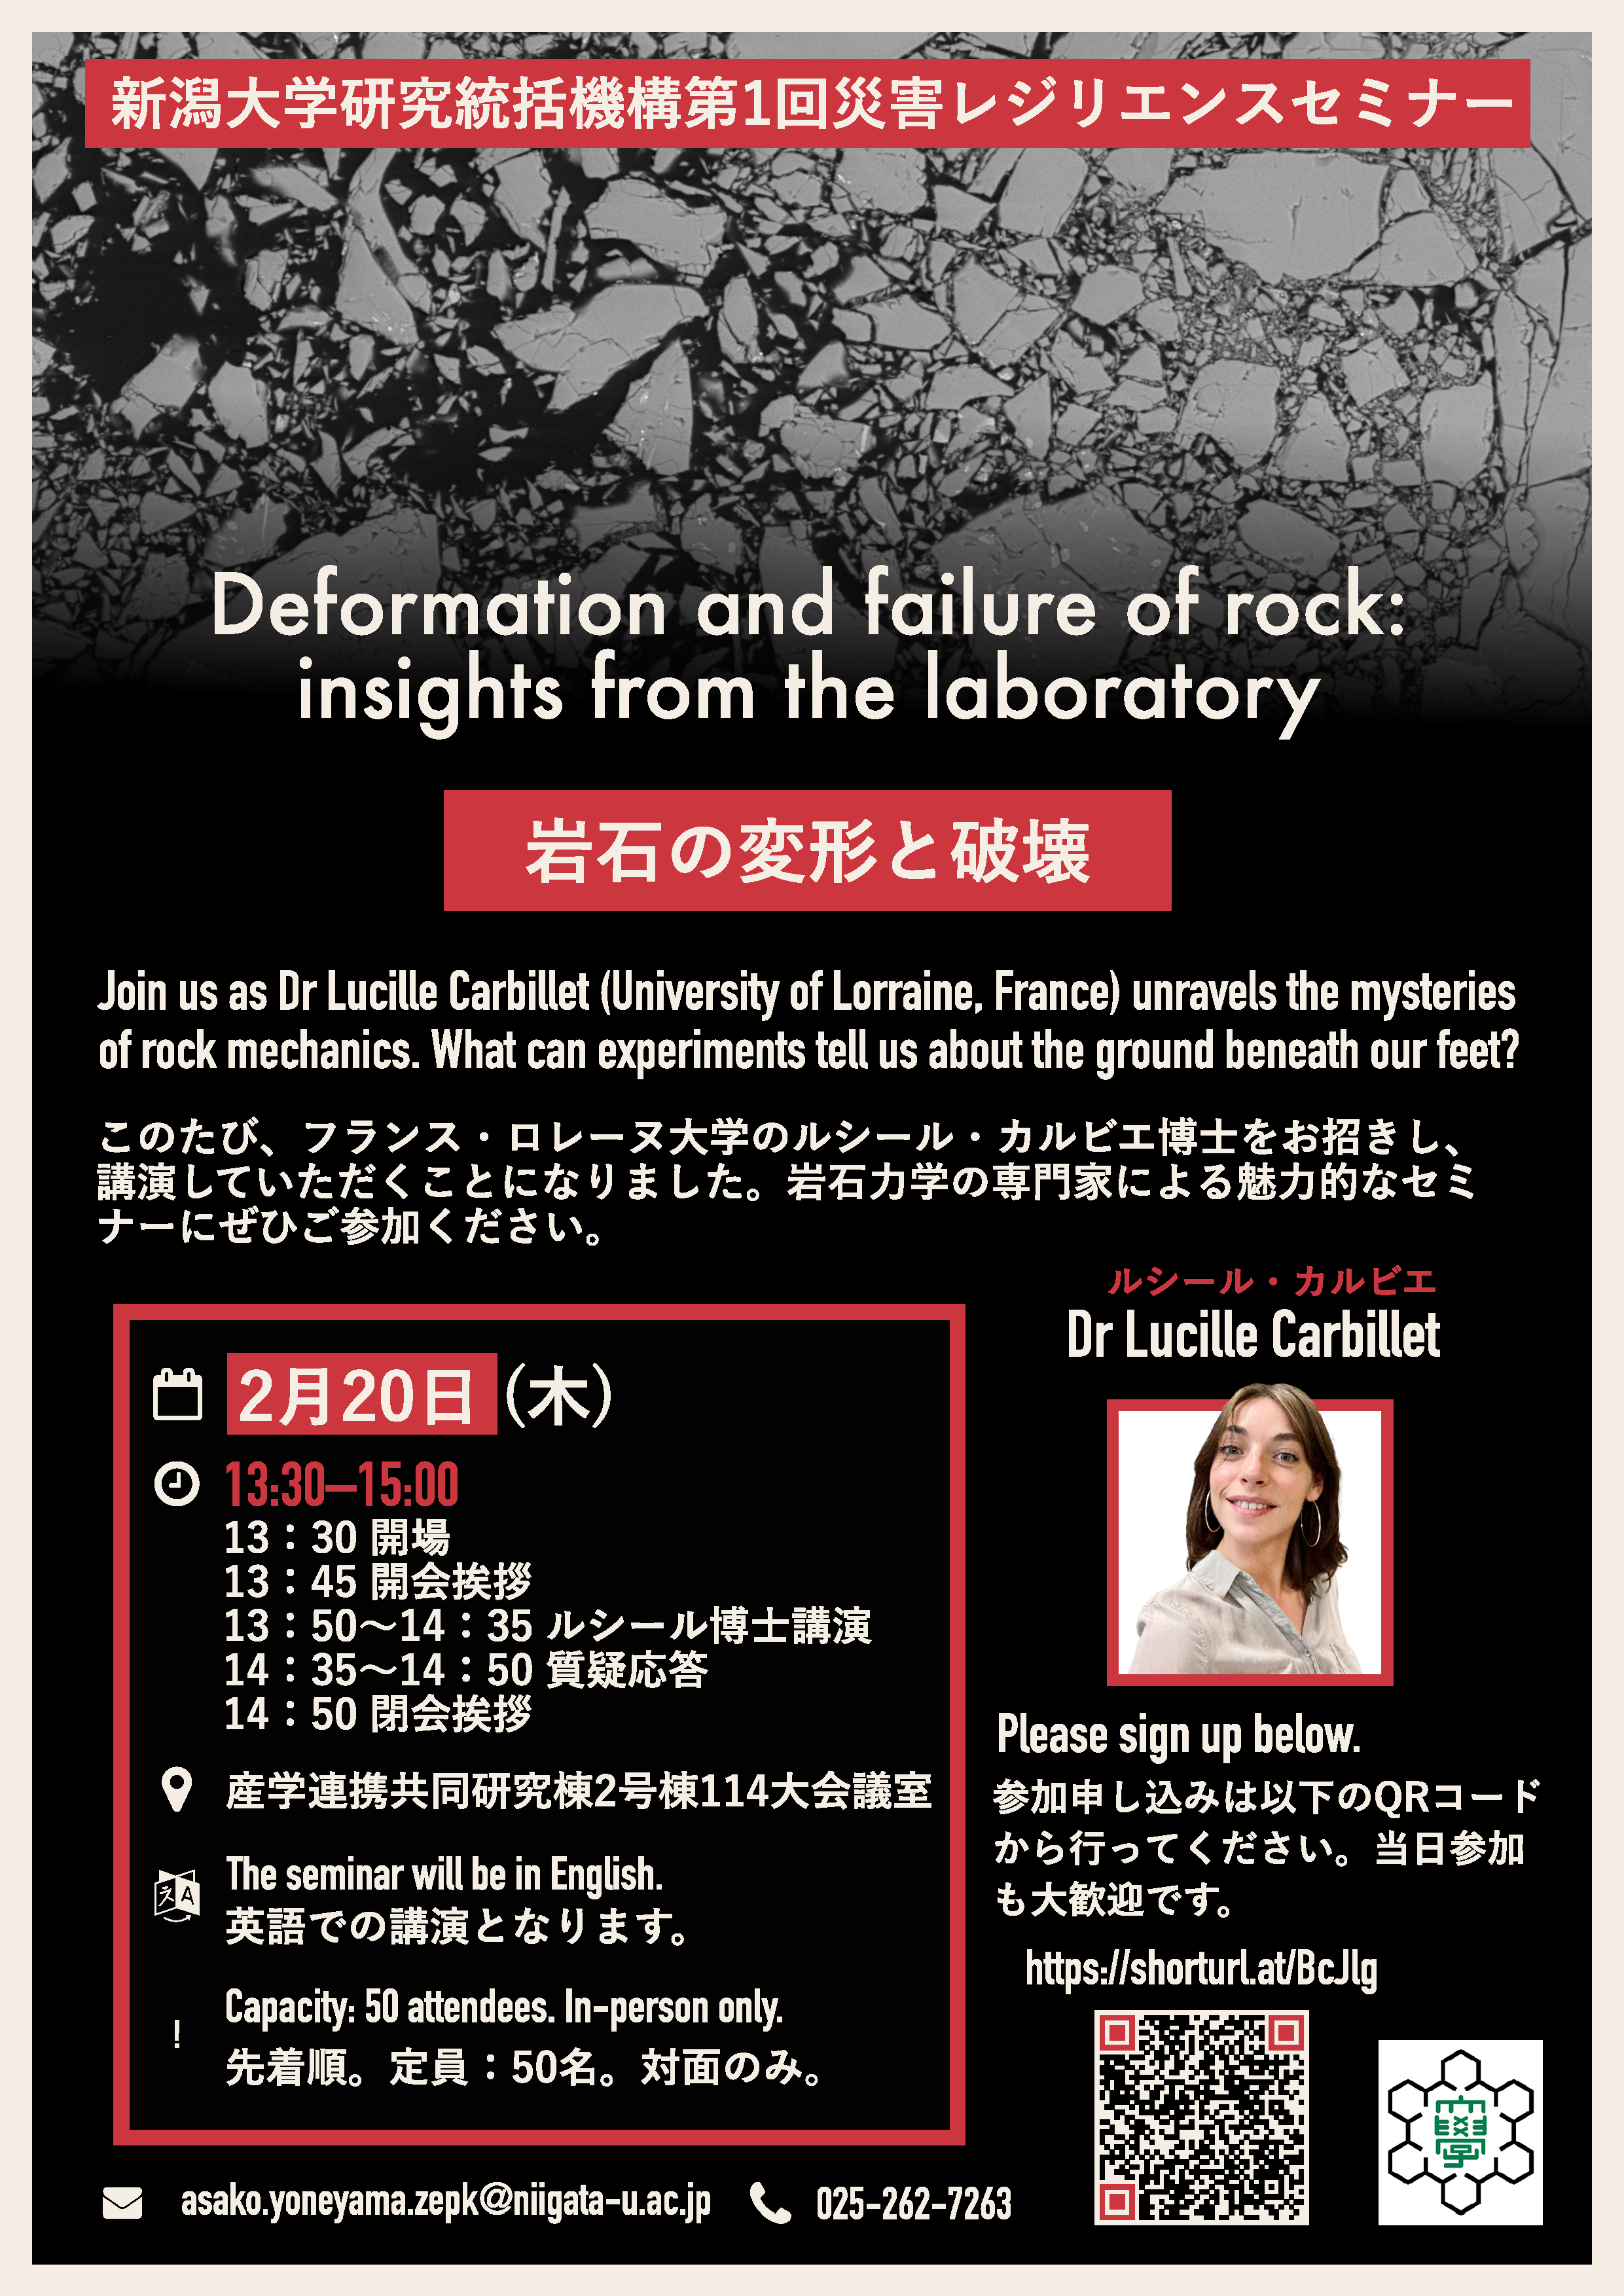 新潟大学研究統括機構第1回災害レジリエンスセミナー
Deformation and failure of rock:
insights from the laboratory
岩石の変形と破壊
Join us as Dr Lucille Carbillet (University of Lorraine, France) unravels the mysteries
of rock mechanics. What can experiments tell us about the ground beneath our feet?
このたび、フランス・ロレーヌ大学のルシール・カルビエ博士をお招きし、
講演していただくことになりました。岩石力学の専門家による魅力的なセミ
ナーにぜひご参加ください。
2月20日 (木)
13:30–15:00
13：30 開場
13：45 開会挨拶
13：50～14：35 ルシール博士講演
14：35～14：50 質疑応答
14：50 閉会挨拶
産学連携共同研究棟2号棟114大会議室
The seminar will be in English.
英語での講演となります。
Capacity: 50 attendees. In-person only.
! 先着順。定員：50名。対面のみ。
ルシール・カルビエ
Dr Lucille Carbillet
Please sign up below.
参加申し込みは以下のQRコード
から行ってください。当日参加
も大歓迎です。
https://shorturl.at/BcJlg
asako.yoneyama.zepk@niigata-u.ac.jp
025-262-7263